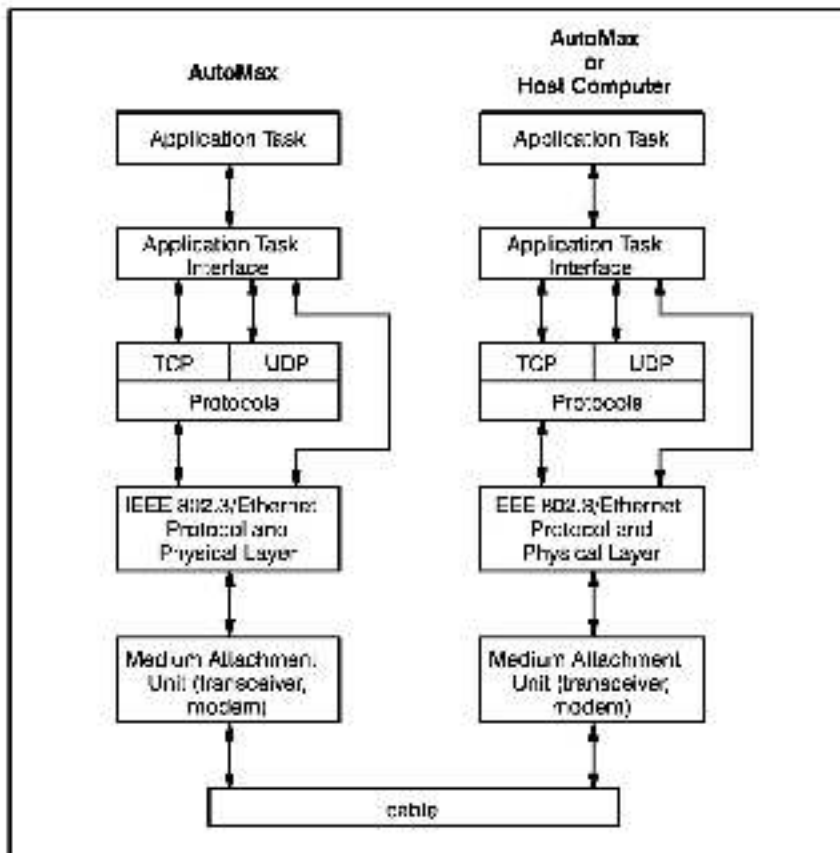 AutoMax
Application Task
Application Task
Interface
TCP UDP
Protocols
IEEE 802.3/Ethernet
Protocol and
Physical Layer
Medium Attachment
Unit (transceiver,
modem)
AutoMax
or
Host Computer
Application Task
Application Task
Interface
TCP UDP
Protocols
EEE 802.3/Ethernet
Protocol and
Physical Layer
Medium Attachment
Unit (transceiver,
modem)
cable